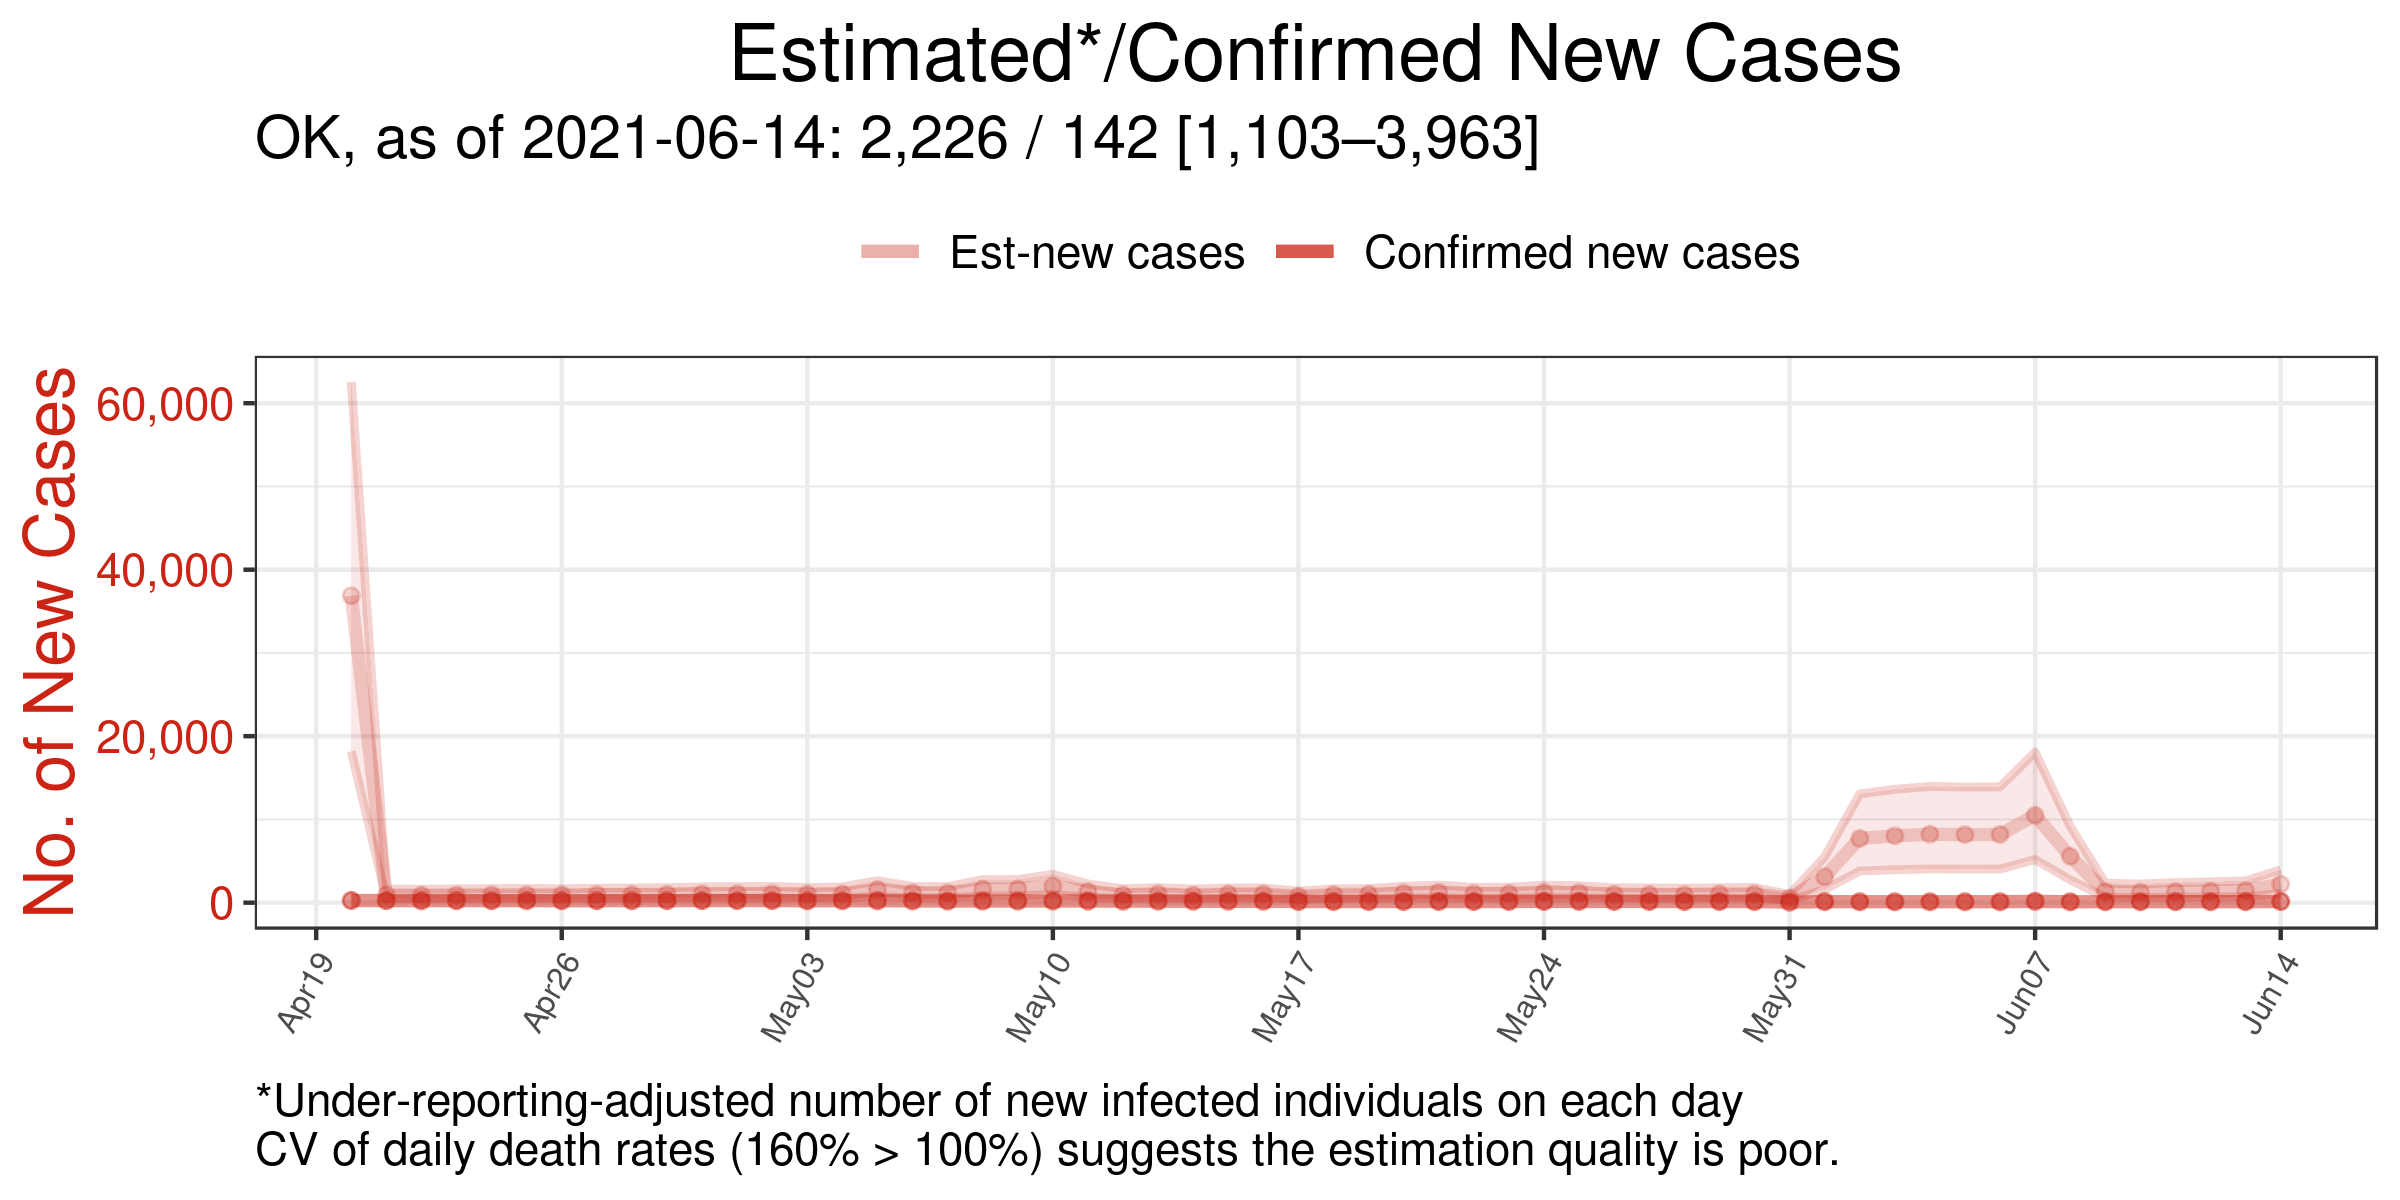 Estimated*/Confirmed New Cases
OK, as of 2021-06-14: 2,226 / 142 [1,103–3,963]
Est-new cases
Confirmed new cases
No. of New Cases
60,000
40,000
20,000
0
Apr19
Apr26
May03
May10
May17
May24
May31
Jun07
Jun14
*Under-reporting-adjusted number of new infected individuals on each day
CV of daily death rates (160% > 100%) suggests the estimation quality is poor.